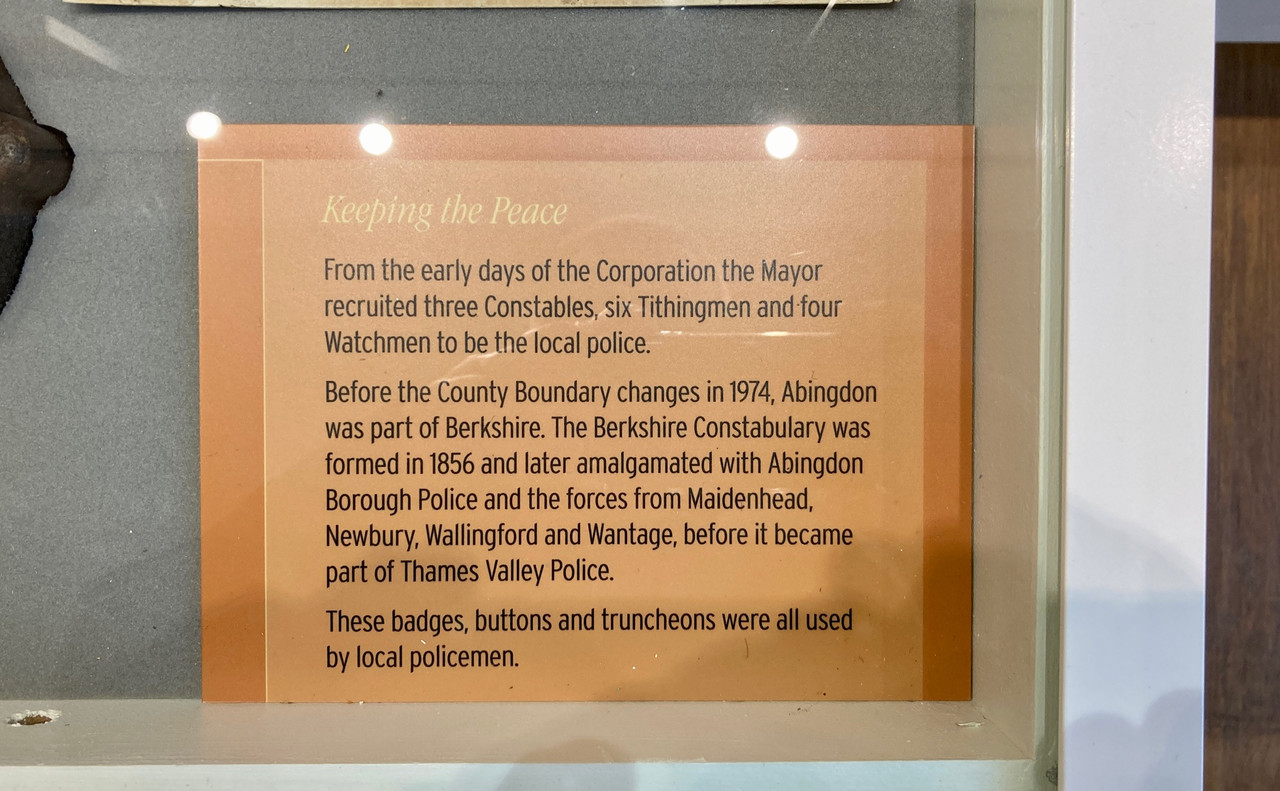 Keeping the Peace
From the early days of the Corporation the Mayor
recruited three Constables, six Tithingmen and four
Watchmen to be the local police.
Before the County Boundary changes in 1974, Abingdon
was part of Berkshire. The Berkshire Constabulary was
formed in 1856 and later amalgamated with Abingdon
Borough Police and the forces from Maidenhead,
Newbury, Wallingford and Wantage, before it became
part of Thames Valley Police.
These badges, buttons and truncheons were all used
by local policemen.